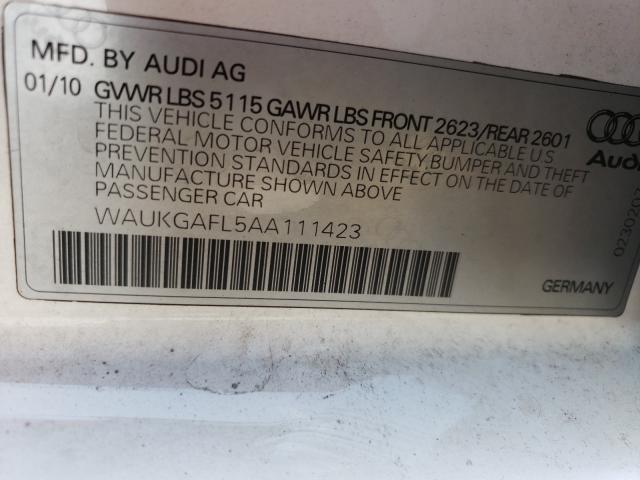 MFD. BY AUDI AG
01/10 GVWR LBS 5115 GAWR LBS FRONT 2623/REAR 2601
THIS VEHICLE CONFORMS TO ALL APPLICABLE U S
FEDERAL MOTOR VEHICLE SAFETY, BUMPER AND THEFT
PREVENTION STANDARDS IN EFFECT ON THE DATE OF
MANUFACTURE SHOWN ABOVE
PASSENGER CAR
WAUKGAFL5AA111423
Audi
GERMANY